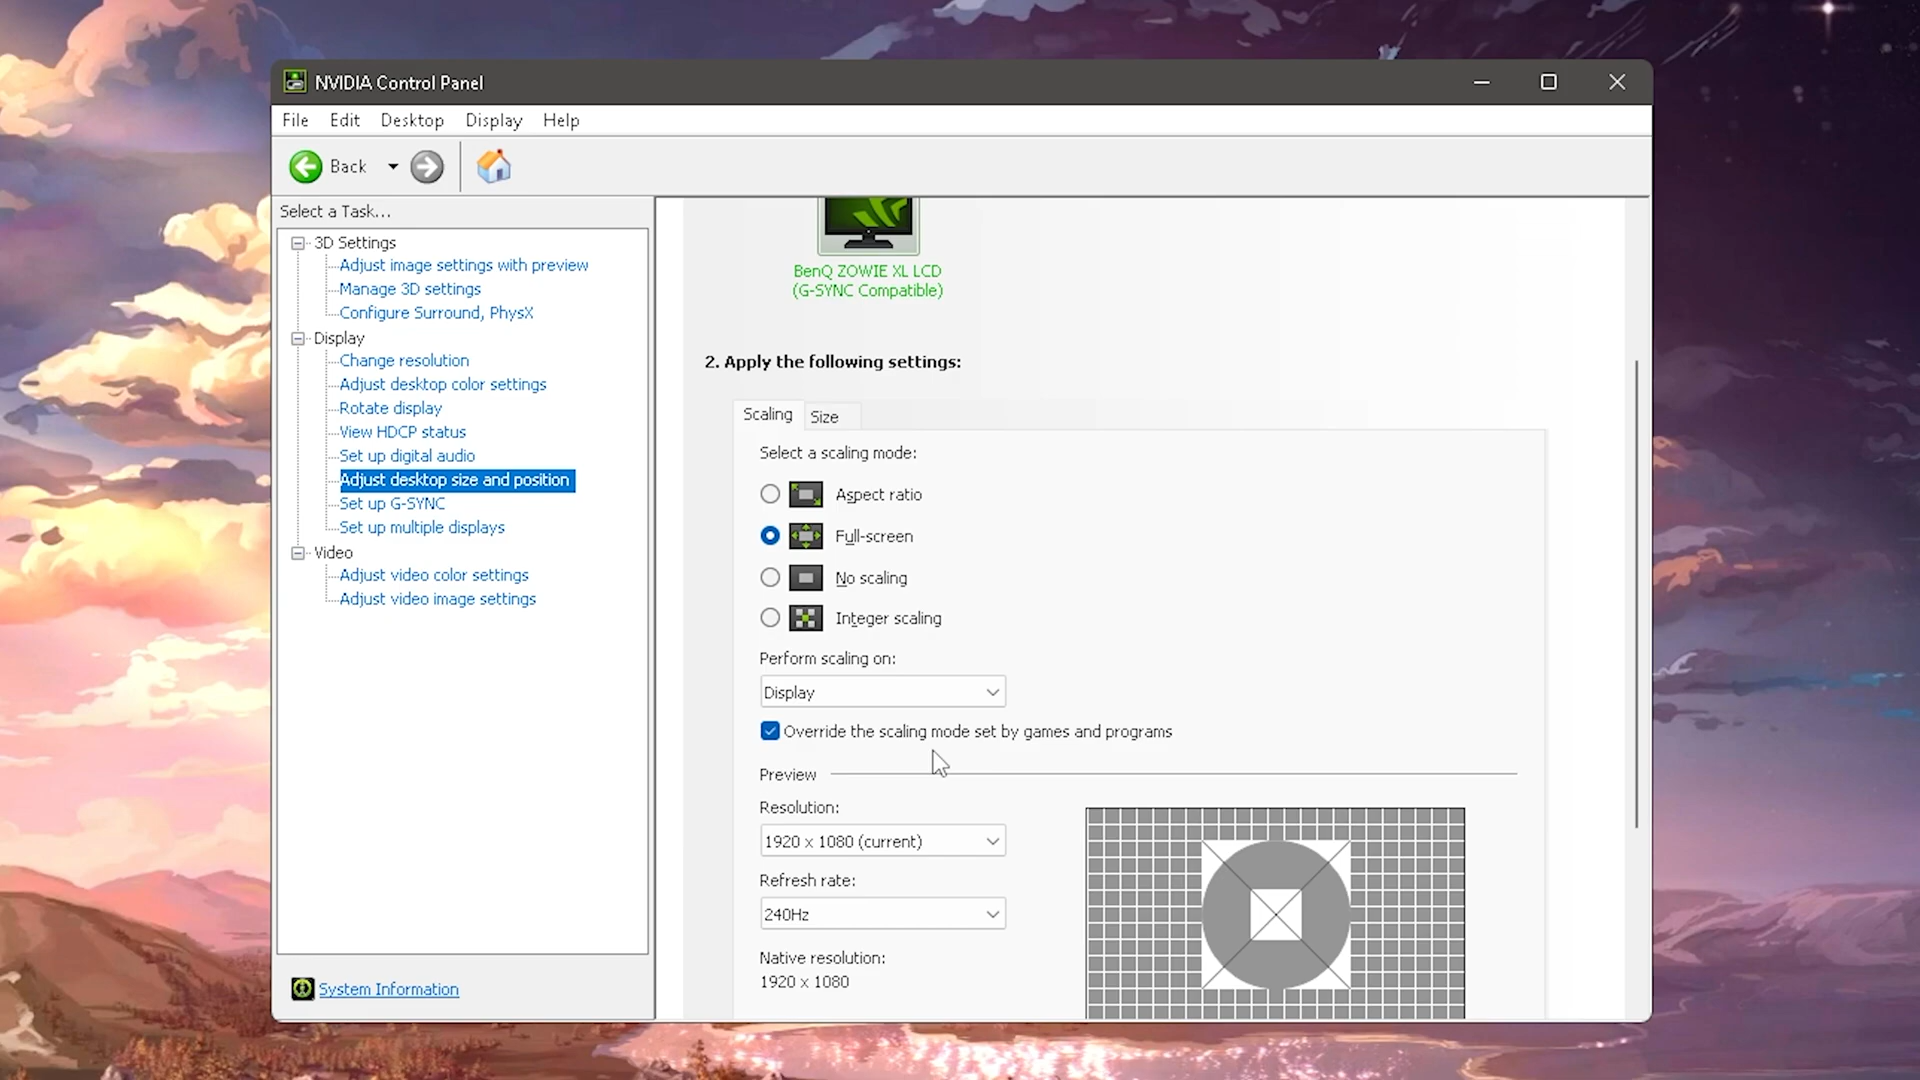 NVIDIA Control Panel
File Edit Desktop Display Help
Back
Select a Task...
3D Settings
Adjust image settings with preview
Manage 3D settings
Configure Surround, PhysX
Display
Change resolution
Adjust desktop color settings
Rotate display
View HDCP status
Set up digital audio
Adjust desktop size and position
Set up G-SYNC
Set up multiple displays
Video
Adjust video color settings
Adjust video image settings
System Information
BenQ ZOWIE XL LCD
(G-SYNC Compatible)
2. Apply the following settings:
Scaling Size
Select a scaling mode:
Aspect ratio
Full-screen
No scaling
Integer scaling
Perform scaling on:
Display
Override the scaling mode set by games and programs
Preview
Resolution:
1920 x 1080 (current)
Refresh rate:
240Hz
Native resolution:
1920 x 1080